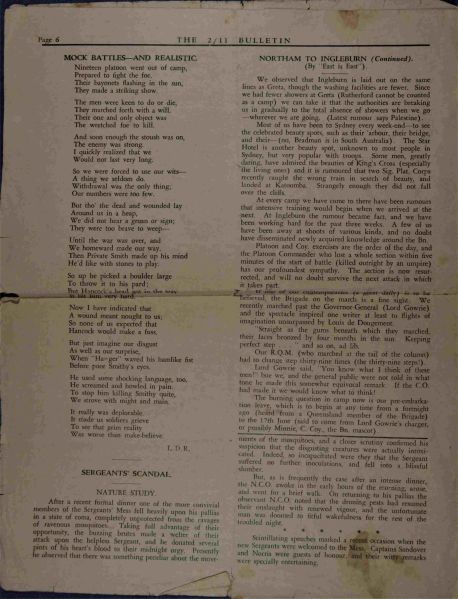 Page 6
THE 2/11 BULLETIN
MOCK BATTLES—AND REALISTIC.
Nineteen platoon went out of camp,
Prepared to fight the foe.
Their bayonets flashing in the sun,
They made a striking show.
The men were keen to do or die,
They marched forth with a will,
Their one and only object was
The wretched foe to kill.
And soon enough the stoush was on,
The enemy was strong.
I quickly realized that we
Would not last very long.
So we were forced to use our wits—
A thing we seldom do.
Withdrawal was the only thing;
Our numbers were too few.
But tho' the dead and wounded lay
Around us in a heap,
We did not hear a groan or sign;
They were too brave to weep—
Until the war was over, and
We homeward made our way.
Then Private Smith made up his mind
He'd like with stones to play.
So up he picked a boulder large
To throw it in his pard;
But Hancock's head got in the way
Now I have indicated that
A wound meant nought to us;
So none of us expected that
Hancock would make a fuss.
But just imagine our disgust
As well as our surprise,
When "Hager" waxed his hamlike fist
Before poor Smithy's eyes.
He used some shocking language, too,
He screamed and howled in pain.
To stop him killing Smithy quite,
We strove with might and main.
It really was deplorable,
It made us soldiers grieve
To see that grim reality
Was worse than make-believe.
L.D.R.
SERGEANTS' SCANDAL.
NATURE STUDY.
After a recent formal dinner one of the more convivial
members of the Sergeants' Mess fell heavily upon his pallias
in a state of coma, completely unprotected from the ravages
of ravenous mosquitoes. Taking full advantage of their
opportunity, the buzzing brutes made a welter of their
attack upon the helpless Sergeant, and he donated several
pints of his heart's blood to their midnight orgy. Presently
he observed that there was something peculiar about the move-
NORTHAM TO INGLEBURN (Continued).
(By "East is East").
We observed that Ingleburn is laid out on the same
lines as Greta, though the washing facilities are fewer. Since
we had fewer showers at Greta (Rutherford cannot be counted
as a camp) we can take it that the authorities are breaking
us in gradually to the total absence of showers when we go
—wherever we are going. (Latest rumour says Palestine)
Most of us have been to Sydney every week-end—to see
the celebrated beauty spots, such as their 'arbour, their bridge,
and their—(no, Bradman is in South Australia). The Star
Hotel is another beauty spot, unknown to most people in
Sydney, but very popular with troops. Some men, greatly
daring, have admired the beauties of King's Cross (especially
the living ones) and it is rumoured that two Sig. Plat. Corps
recently caught the wrong train in search of beauty, and
landed at Katoomba. Strangely enough they did not fall
over the cliffs.
At every camp we have come to there have been rumours
that intensive training would begin when we arrived at the
next. At Ingleburn the rumour became fact, and we have
been working hard for the past three weeks. A few of us
have been away at shoots of various kinds, and no doubt
have disseminated newly acquired knowledge around the Bn.
Platoon and Coy. exercises are the order of the day, and
the Platoon Commander who lost a whole section within five
minutes of the start of battle (killed outright by an umpire)
has our profoundest sympathy. The section is now resur-
rected, and will no doubt survive the next attack in which
it takes part.
believed, the Brigade on the march is a fine sight. We
recently marched past the Governor-General (Lord Gowrie)
and the spectacle inspired one writer at least to flights of
imagination unsurpassed by Louis de Rougemont.
"Straight as the gums beneath which they marched,
their faces bronzed by four months in the sun. Keeping
perfect step . . ." and so on, ad lib.
Our R.Q.M. (who marched at the tail of the column)
had to change step thirty-nine times (the thirty-nine steps?).
Lord Gowrie said, "You know what I think of these
men!" but we, and the general public were not told in what
tone he made this somewhat equivocal remark. If the C.O.
had made it we would know what to think!
The burning question in camp now is our pre-embarka-
tion leave, which is to begin at any time from a fortnight
ago (heard from a Queensland member of the Brigade)
to the 17th June (said to come from Lord Gowrie's charger,
or possibly Minnie, C. Coy., the Bn. mascot)
ments of the mosquitoes, and a closer scrutiny confirmed his
suspicion that the disgusting creatures were actually intoxi-
cated. Indeed, so incapacitated were they that the Sergeant
suffered no further inoculations, and fell into a blissful
slumber.
But, as is frequently the case after an intense dinner,
the N.C.O. awoke in the early hours of the morning, arose,
and went for a brief walk. On returning to his pallias the
observant N.C.O. noted that the droning pests had resumed
their onslaught with renewed vigour, and the unfortunate
man was doomed to fitful wakefulness for the rest of the
troubled night.
* * * * *
Scintillating speeches marked a recent occasion when the
new Sergeants were welcomed to the Mess. Captains Sandover
and Norris were guests of honour, and their witty remarks
were specially entertaining.